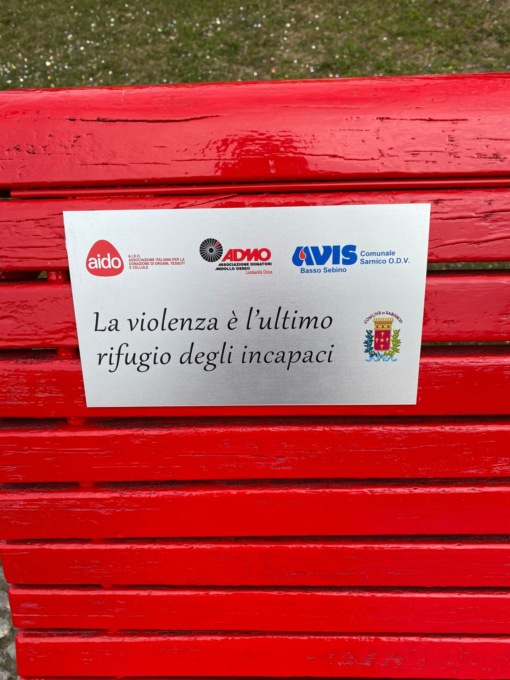 aido
A.I.D.O.
ASSOCIAZIONE ITALIANA PER LA
DONAZIONE DI ORGANI, TESSUTI
E CELLULE
ADMO
ASSOCIAZIONE DONATORI
MIDOLLO OSSEO
Lombardia Onlus
AVIS
Basso Sebino
Comunale
Sarnico O.D.V.
La violenza è l'ultimo
rifugio degli incapaci
COMUNE DI SARNICO